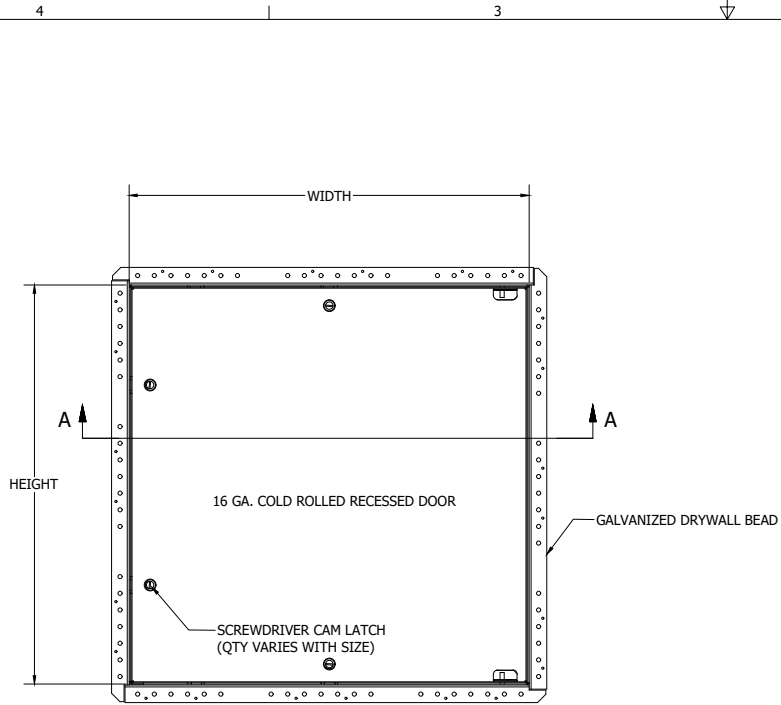 4 3
WIDTH
A A
HEIGHT
16 GA. COLD ROLLED RECESSED DOOR
GALVANIZED DRYWALL BEAD
SCREWDRIVER CAM LATCH
(QTY VARIES WITH SIZE)